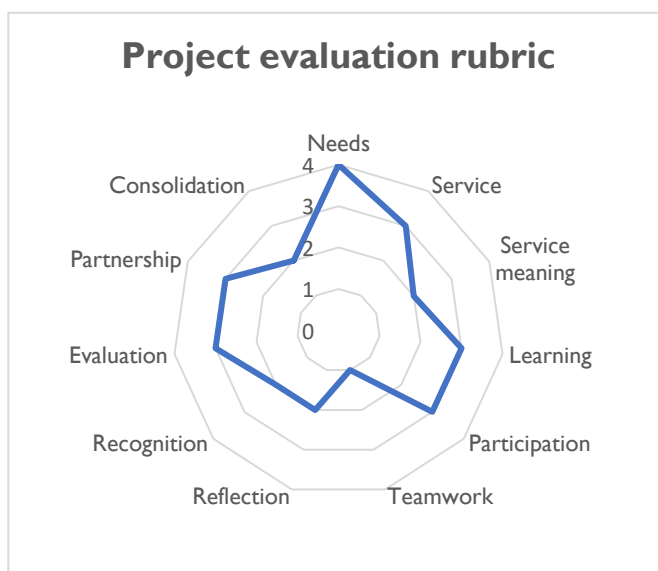 Project evaluation rubric
Needs
Service
Service
meaning
Learning
Participation
Teamwork
Reflection
Recognition
Evaluation
Partnership
Consolidation
4
3
2
1
0